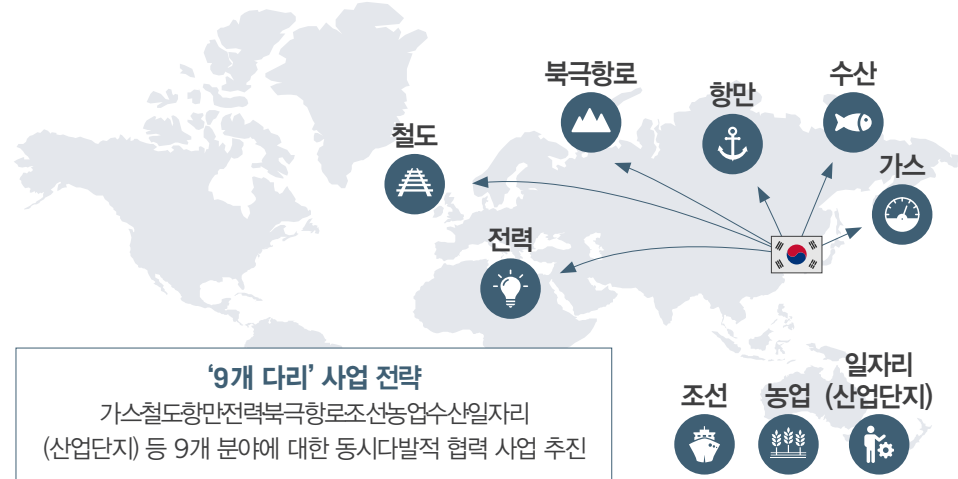 북극항로
수산
항만
철도
가스
전력
‘9개 다리’ 사업 전략
가스철도항만전력북극항로조선농업수산일자리
(산업단지) 등 9개 분야에 대한 동시다발적 협력 사업 추진
조선
농업
일자리
(산업단지)